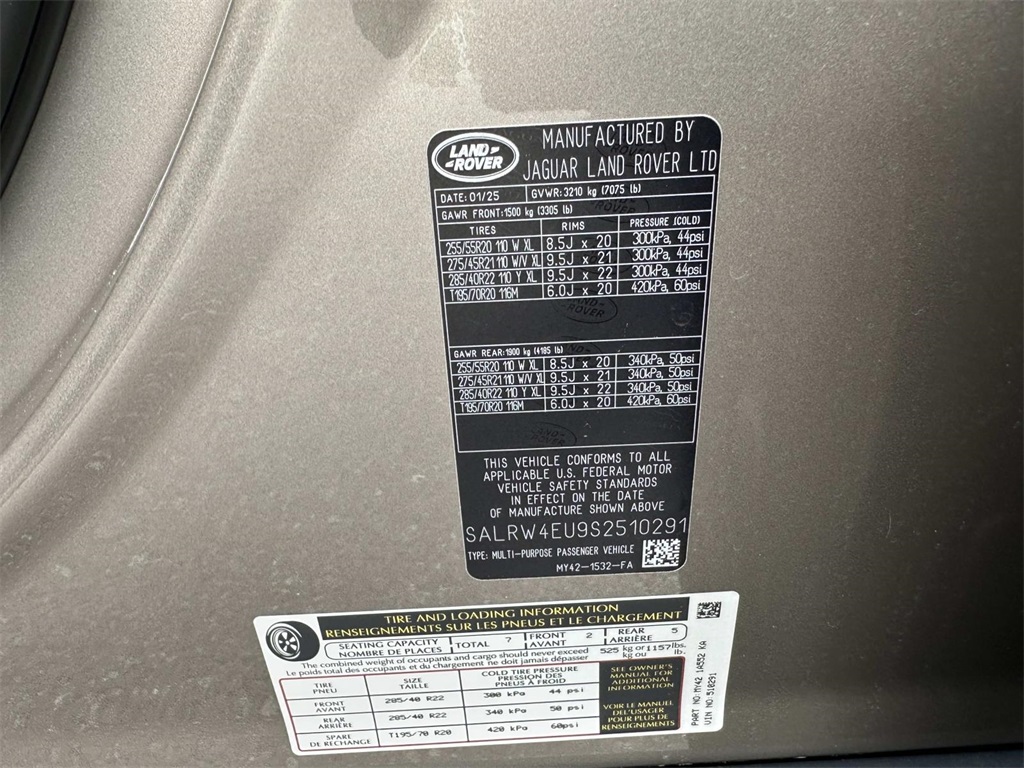 LAND ROVER
MANUFACTURED BY
JAGUAR LAND ROVER LTD
DATE: 01/25 GVWR: 3210 kg (7075 lb)
GAWR FRONT: 1500 kg (3305 lb)
TIRES RIMS PRESSURE (COLD)
255/55R20 110 W XL 8.5J x 20 300kPa, 44psi
275/45R21 110 W/V XL 9.5J x 21 300kPa, 44psi
285/40R22 110 Y XL 9.5J x 22 300kPa, 44psi
T195/70R20 116M 6.0J x 20 420kPa, 60psi
GAWR REAR: 1900 kg (4185 lb)
255/55R20 110 W XL 8.5J x 20 340kPa, 50psi
275/45R21 110 W/V XL 9.5J x 21 340kPa, 50psi
285/40R22 110 Y XL 9.5J x 22 340kPa, 50psi
T195/70R20 116M 6.0J x 20 420kPa, 60psi
THIS VEHICLE CONFORMS TO ALL
APPLICABLE U.S. FEDERAL MOTOR
VEHICLE SAFETY STANDARDS
IN EFFECT ON THE DATE
OF MANUFACTURE SHOWN ABOVE
SALRW4EU9S2510291
TYPE: MULTI-PURPOSE PASSENGER VEHICLE
MY42-1532-FA
TIRE AND LOADING INFORMATION
RENSEIGNEMENTS SUR LES PNEUS ET LE CHARGEMENT
SEATING CAPACITY
NOMBRE DE PLACES
TOTAL 7
FRONT 2
AVANT
REAR 5
ARRIÈRE
The combined weight of occupants and cargo should never exceed 525 kg or 1157 lbs.
Le poids total des occupants et du chargement ne doit jamais dépasser kg ou lb.
TIRE
PNEU
SIZE
TAILLE
COLD TIRE PRESSURE
PRESSION DES
PNEUS À FROID
FRONT
AVANT
285/40 R22 300 kPa 44 psi
REAR
ARRIÈRE
285/40 R22 340 kPa 50 psi
SPARE
DE RECHANGE
T195/70 R20 420 kPa 60psi
SEE OWNER'S
MANUAL FOR
ADDITIONAL
INFORMATION
VOIR LE MANUEL
DE L'USAGER
POUR PLUS DE
RENSEIGNEMENTS
PART NO: MY42 1A552 KA
VIN NO: 510291